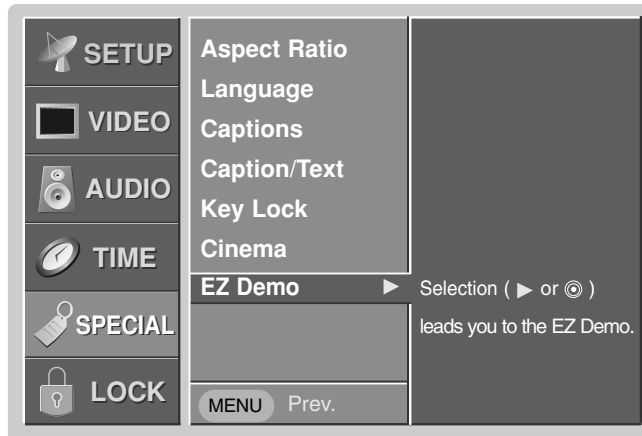 SETUP
VIDEO
AUDIO
TIME
SPECIAL
LOCK
Aspect Ratio
Language
Captions
Caption/Text
Key Lock
Cinema
EZ Demo ▶
MENU Prev.
Selection ( ▶ or ◎ )
leads you to the EZ Demo.